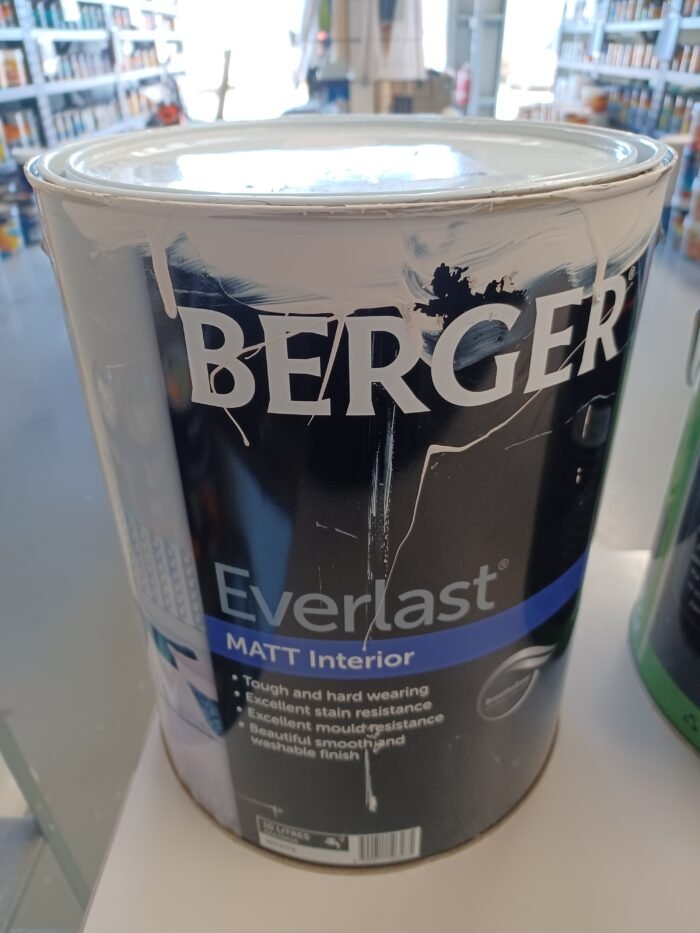 BERGER®
Everlast®
MATT Interior
• Tough and hard wearing
• Excellent stain resistance
• Excellent mould resistance
• Beautiful smooth and
washable finish
10 LITRES
WHITE